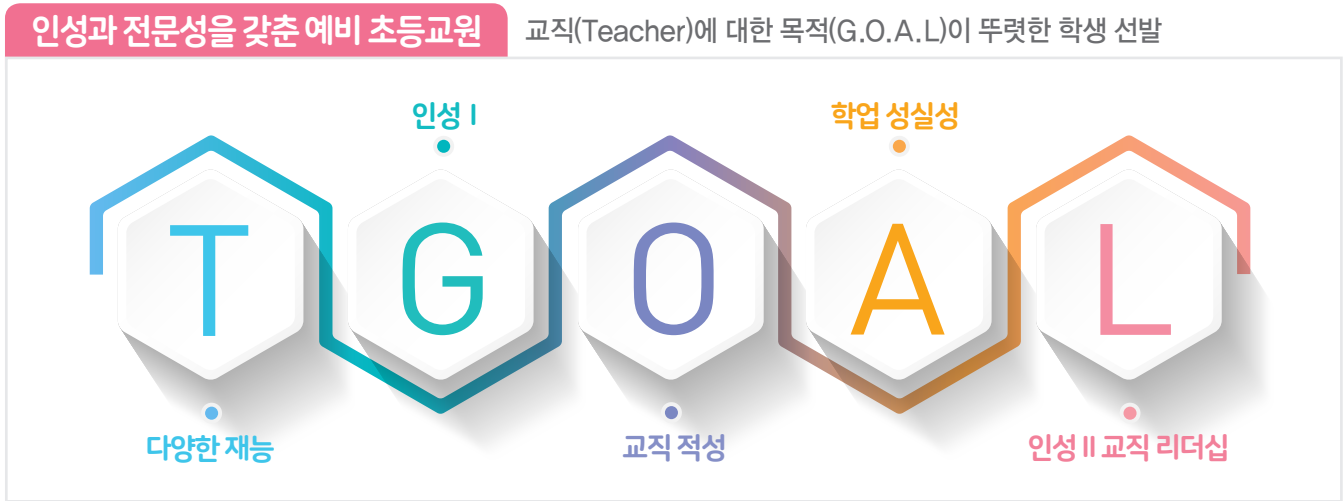 인성과 전문성을 갖춘 예비 초등교원
교직(Teacher)에 대한 목적(G.O.A.L)이 뚜렷한 학생 선발
인성 I
학업 성실성
T G O A L
다양한 재능
교직 적성
인성 II 교직 리더십